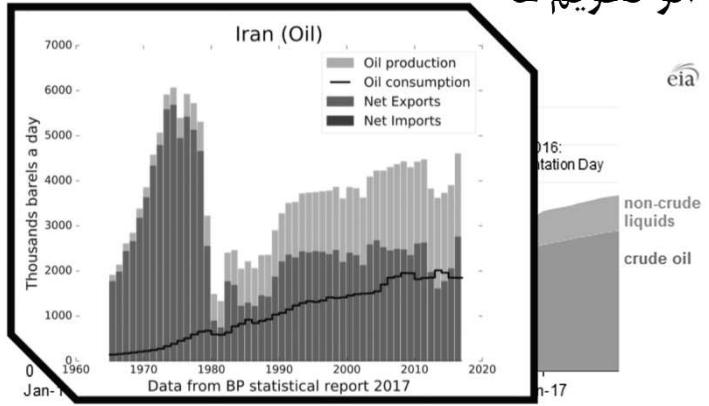 Iran (Oil)
7000
6000
5000
4000
3000
2000
1000
0
Thousands barels a day
Oil production
Oil consumption
Net Exports
Net Imports
1960 1970 1980 1990 2000 2010 2020
Data from BP statistical report 2017
eia
016:
ntation Day
non-crude
liquids
crude oil
0
Jan-1
n-17